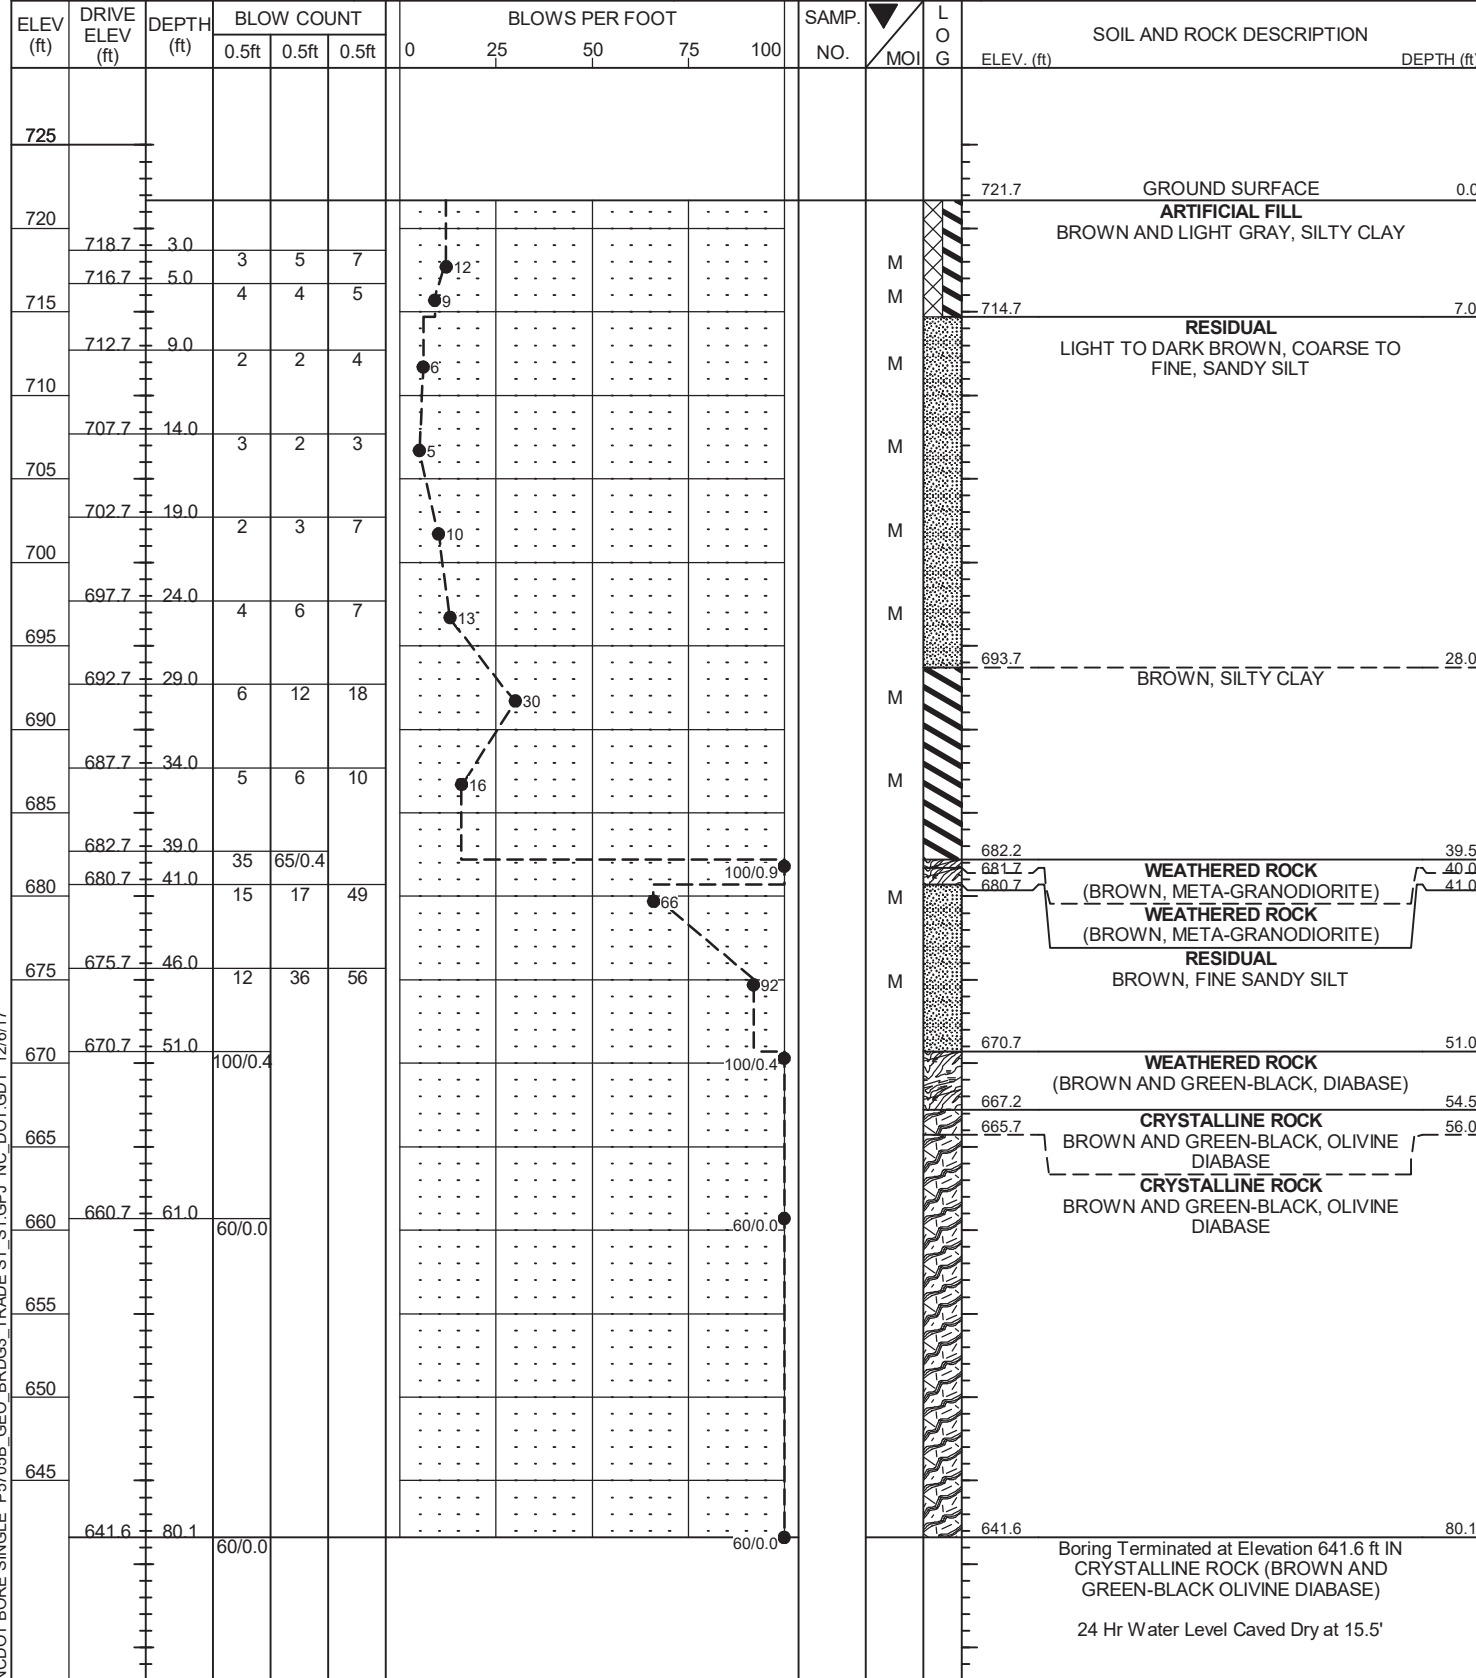 ELEV (ft) DRIVE ELEV (ft) DEPTH (ft) BLOW COUNT BLOWS PER FOOT SAMP. NO. MOI LOG SOIL AND ROCK DESCRIPTION
0.5ft 0.5ft 0.5ft 0 25 50 75 100 ELEV. (ft) DEPTH (ft)
725
721.7 GROUND SURFACE 0.0
ARTIFICIAL FILL
720
BROWN AND LIGHT GRAY, SILTY CLAY
718.7 3.0
3 5 7 12 M
716.7 5.0
4 4 5 9 M
715
714.7 7.0
RESIDUAL
712.7 9.0
LIGHT TO DARK BROWN, COARSE TO
2 2 4 6 M
FINE, SANDY SILT
710
707.7 14.0
3 2 3 5 M
705
702.7 19.0
2 3 7 10 M
700
697.7 24.0
4 6 7 13 M
695
693.7 28.0
692.7 29.0
BROWN, SILTY CLAY
6 12 18 30 M
690
687.7 34.0
5 6 10 16 M
685
682.7 39.0
682.2 39.5
35 65/0.4 100/0.9
681.7 WEATHERED ROCK 40.0
680.7 41.0
680.7 (BROWN, META-GRANODIORITE) 41.0
680
15 17 49 66 M
WEATHERED ROCK
(BROWN, META-GRANODIORITE)
675.7 46.0
RESIDUAL
675
12 36 56 92 M
BROWN, FINE SANDY SILT
670.7 51.0
670.7 51.0
670
100/0.4 100/0.4
WEATHERED ROCK
(BROWN AND GREEN-BLACK, DIABASE)
667.2 54.5
CRYSTALLINE ROCK
665.7 56.0
665
BROWN AND GREEN-BLACK, OLIVINE
DIABASE
CRYSTALLINE ROCK
660.7 61.0
BROWN AND GREEN-BLACK, OLIVINE
660
60/0.0 60/0.0
DIABASE
655
650
645
641.6 80.1
641.6 80.1
60/0.0 60/0.0
Boring Terminated at Elevation 641.6 ft IN
CRYSTALLINE ROCK (BROWN AND
GREEN-BLACK OLIVINE DIABASE)
24 Hr Water Level Caved Dry at 15.5'
NCDOT BORE SINGLE P5705B_GEO_BRDGS_TRADE ST_ST.GPJ NC_DOT.GDT 12/6/17